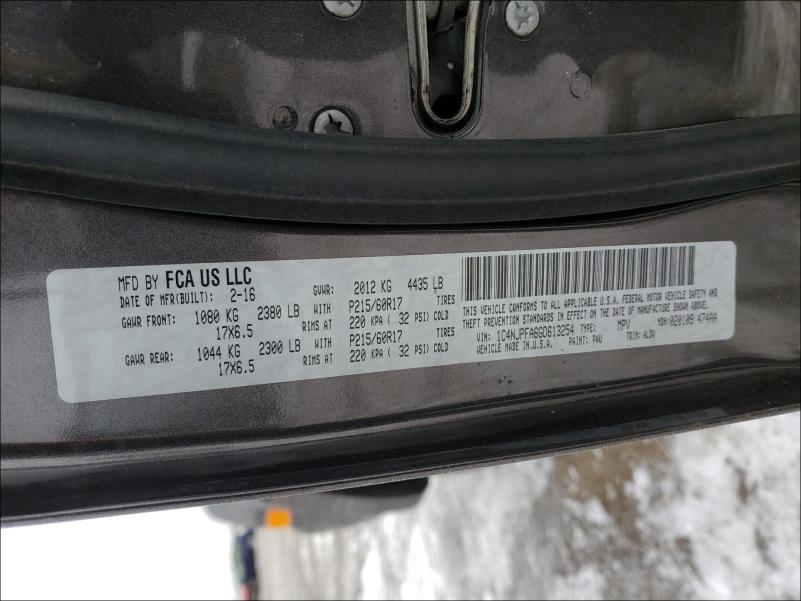 MFD BY FCA US LLC
DATE OF MFR(BUILT): 2-16 GVWR: 2012 KG 4435 LB
GAWR FRONT: 1080 KG 2380 LB WITH P215/60R17 TIRES
17X6.5 RIMS AT 220 KPA ( 32 PSI) COLD
GAWR REAR: 1044 KG 2300 LB WITH P215/60R17 TIRES
17X6.5 RIMS AT 220 KPA ( 32 PSI) COLD
THIS VEHICLE CONFORMS TO ALL APPLICABLE U.S.A. FEDERAL MOTOR VEHICLE SAFETY AND
THEFT PREVENTION STANDARDS IN EFFECT ON THE DATE OF MANUFACTURE SHOWN ABOVE.
VIN: 1C4NJPFA6GD613254 TYPE: MPV MDH:020109 474AA
MADE IN U.S.A. PAINT: PAU TRIM: ALDV